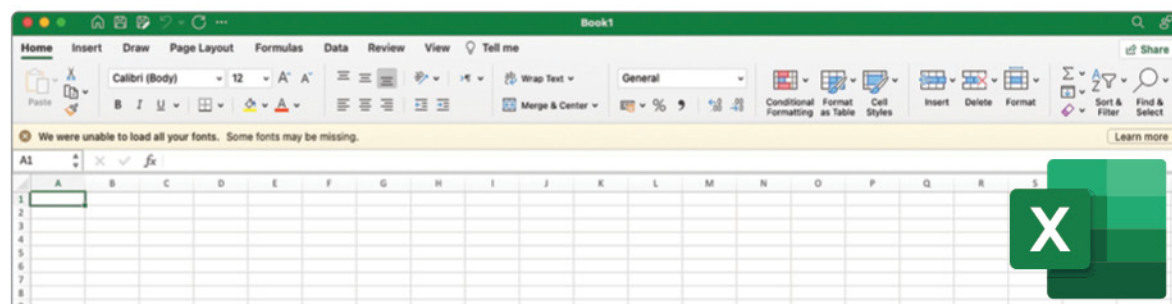 Book1
Home Insert Draw Page Layout Formulas Data Review View Tell me Share
Paste
Calibri (Body) 12 A A
B I U A
Wrap Text
Merge & Center
General
%
Conditional Formatting
Format as Table
Cell Styles
Insert Delete Format
Sort & Filter
Find & Select
We were unable to load all your fonts. Some fonts may be missing. Learn more
A1 fx
A B C D E F G H I J K L M N O P Q R S
1
2
3
4
5
6
7
8
X